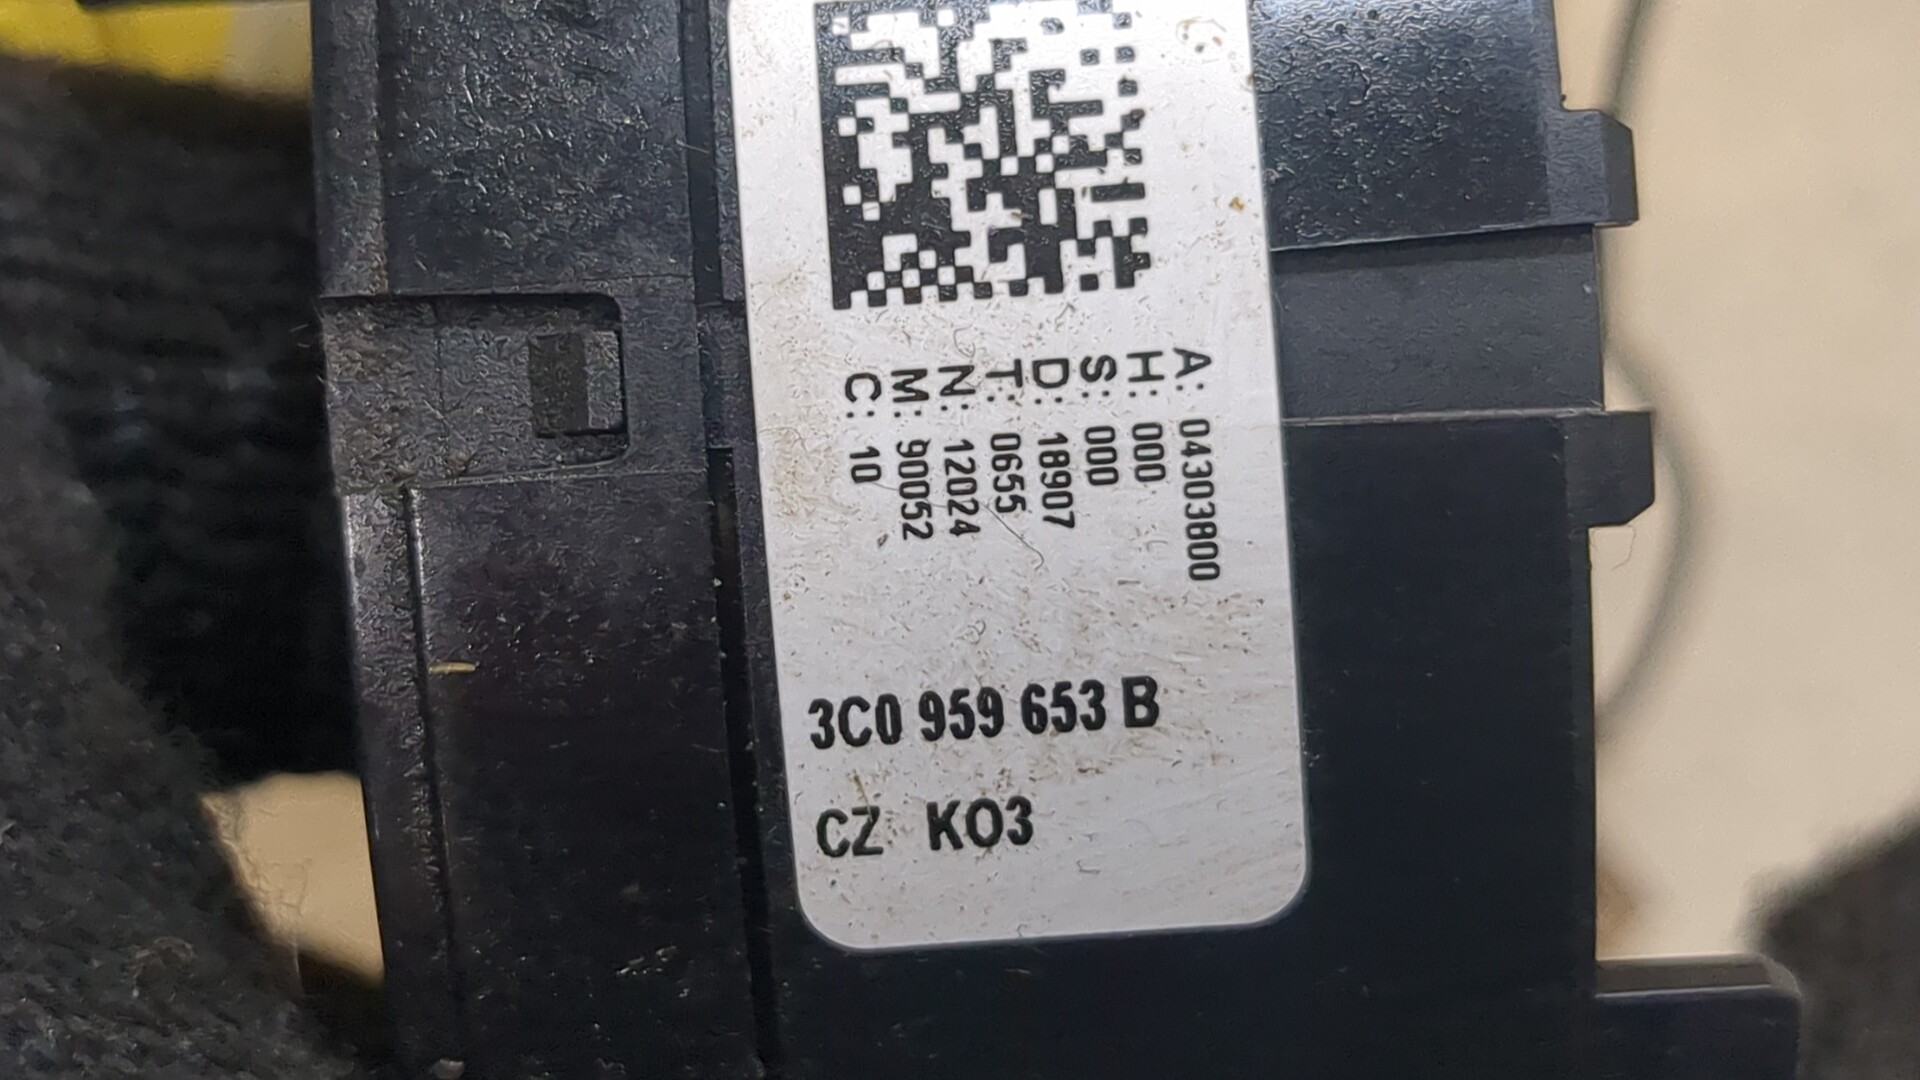 A: 04303800
H: 000
S: 000
D: 18907
T: 0655
N: 12024
M: 90052
C: 10
3C0 959 653 B
CZ KO3